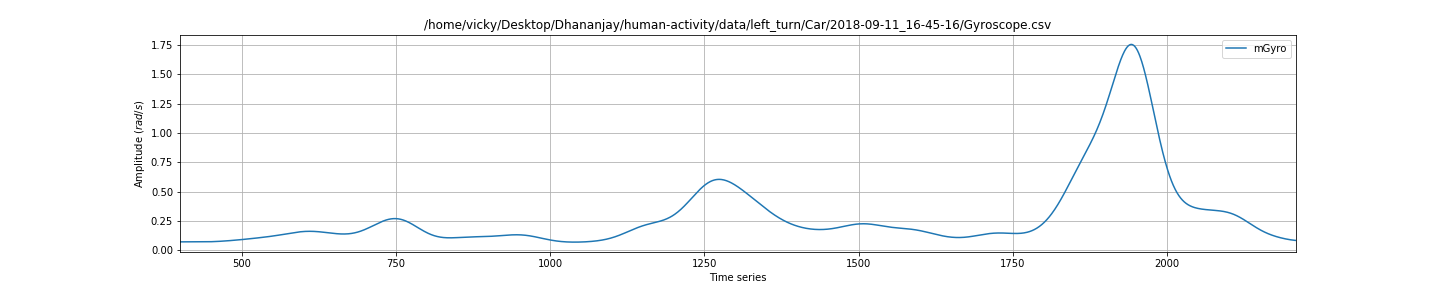 /home/vicky/Desktop/Dhananjay/human-activity/data/left_turn/Car/2018-09-11_16-45-16/Gyroscope.csv
mGyro
Amplitude (rad/s)
1.75
1.50
1.25
1.00
0.75
0.50
0.25
0.00
500 750 1000 1250 1500 1750 2000
Time series